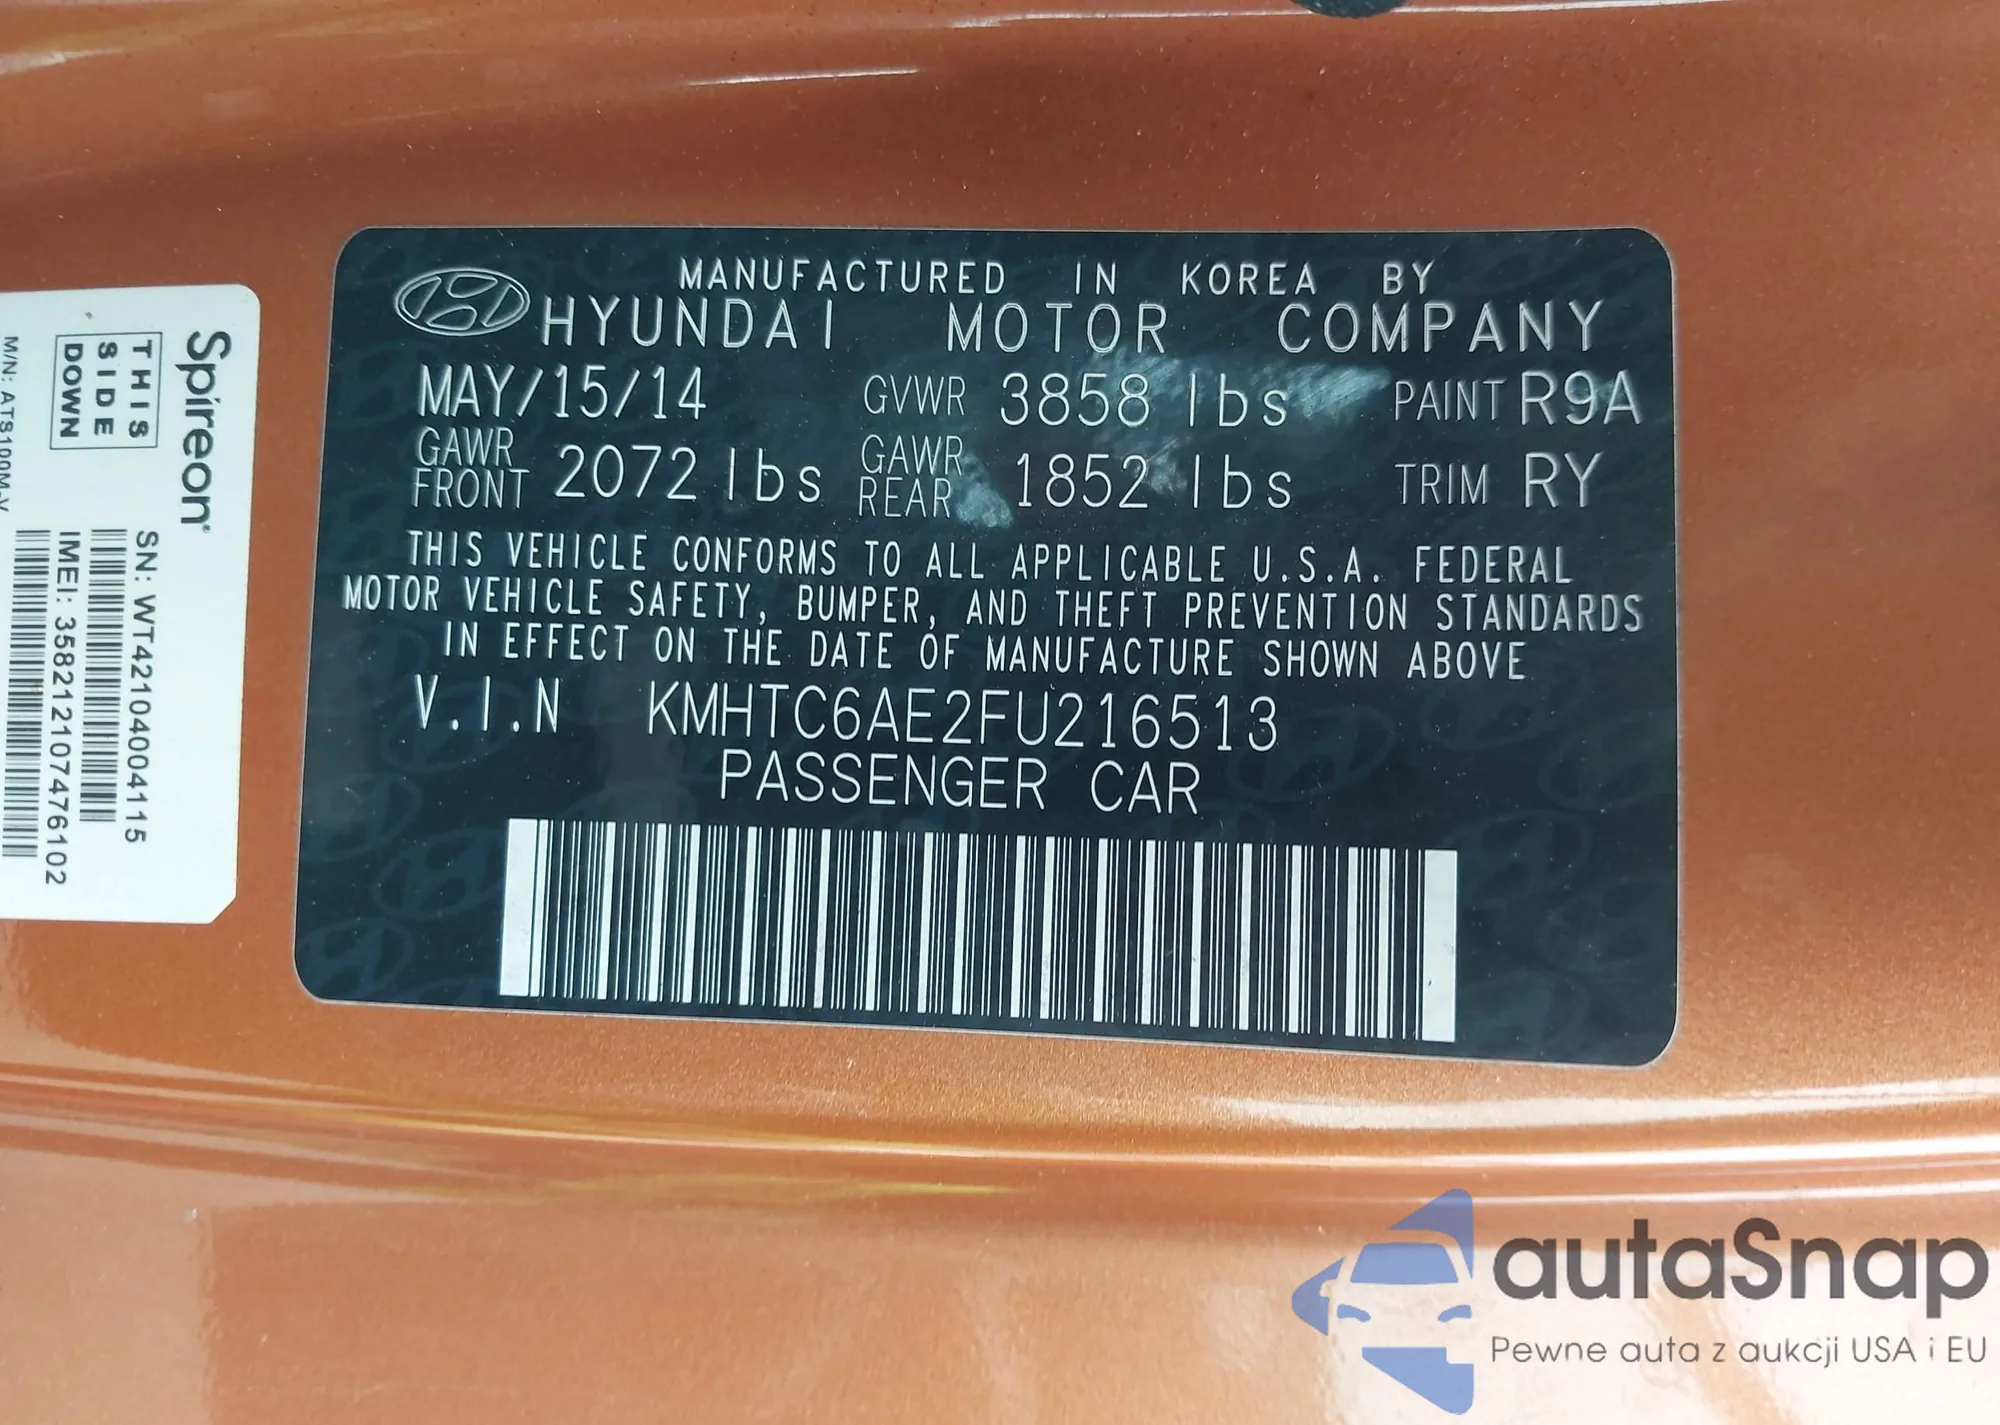 MANUFACTURED IN KOREA BY
HYUNDAI MOTOR COMPANY
MAY/15/14 GVWR 3858 lbs PAINT R9A
GAWR FRONT 2072 lbs GAWR REAR 1852 lbs TRIM RY
THIS VEHICLE CONFORMS TO ALL APPLICABLE U.S.A. FEDERAL
MOTOR VEHICLE SAFETY, BUMPER, AND THEFT PREVENTION STANDARDS
IN EFFECT ON THE DATE OF MANUFACTURE SHOWN ABOVE
V.I.N KMHTC6AE2FU216513
PASSENGER CAR
Spireon
THIS
SIDE
DOWN
M/N: ATS100M-V
SN: WT42104004115
IMEI: 358212107476102
autaSnap
Pewne auta z aukcji USA i EU